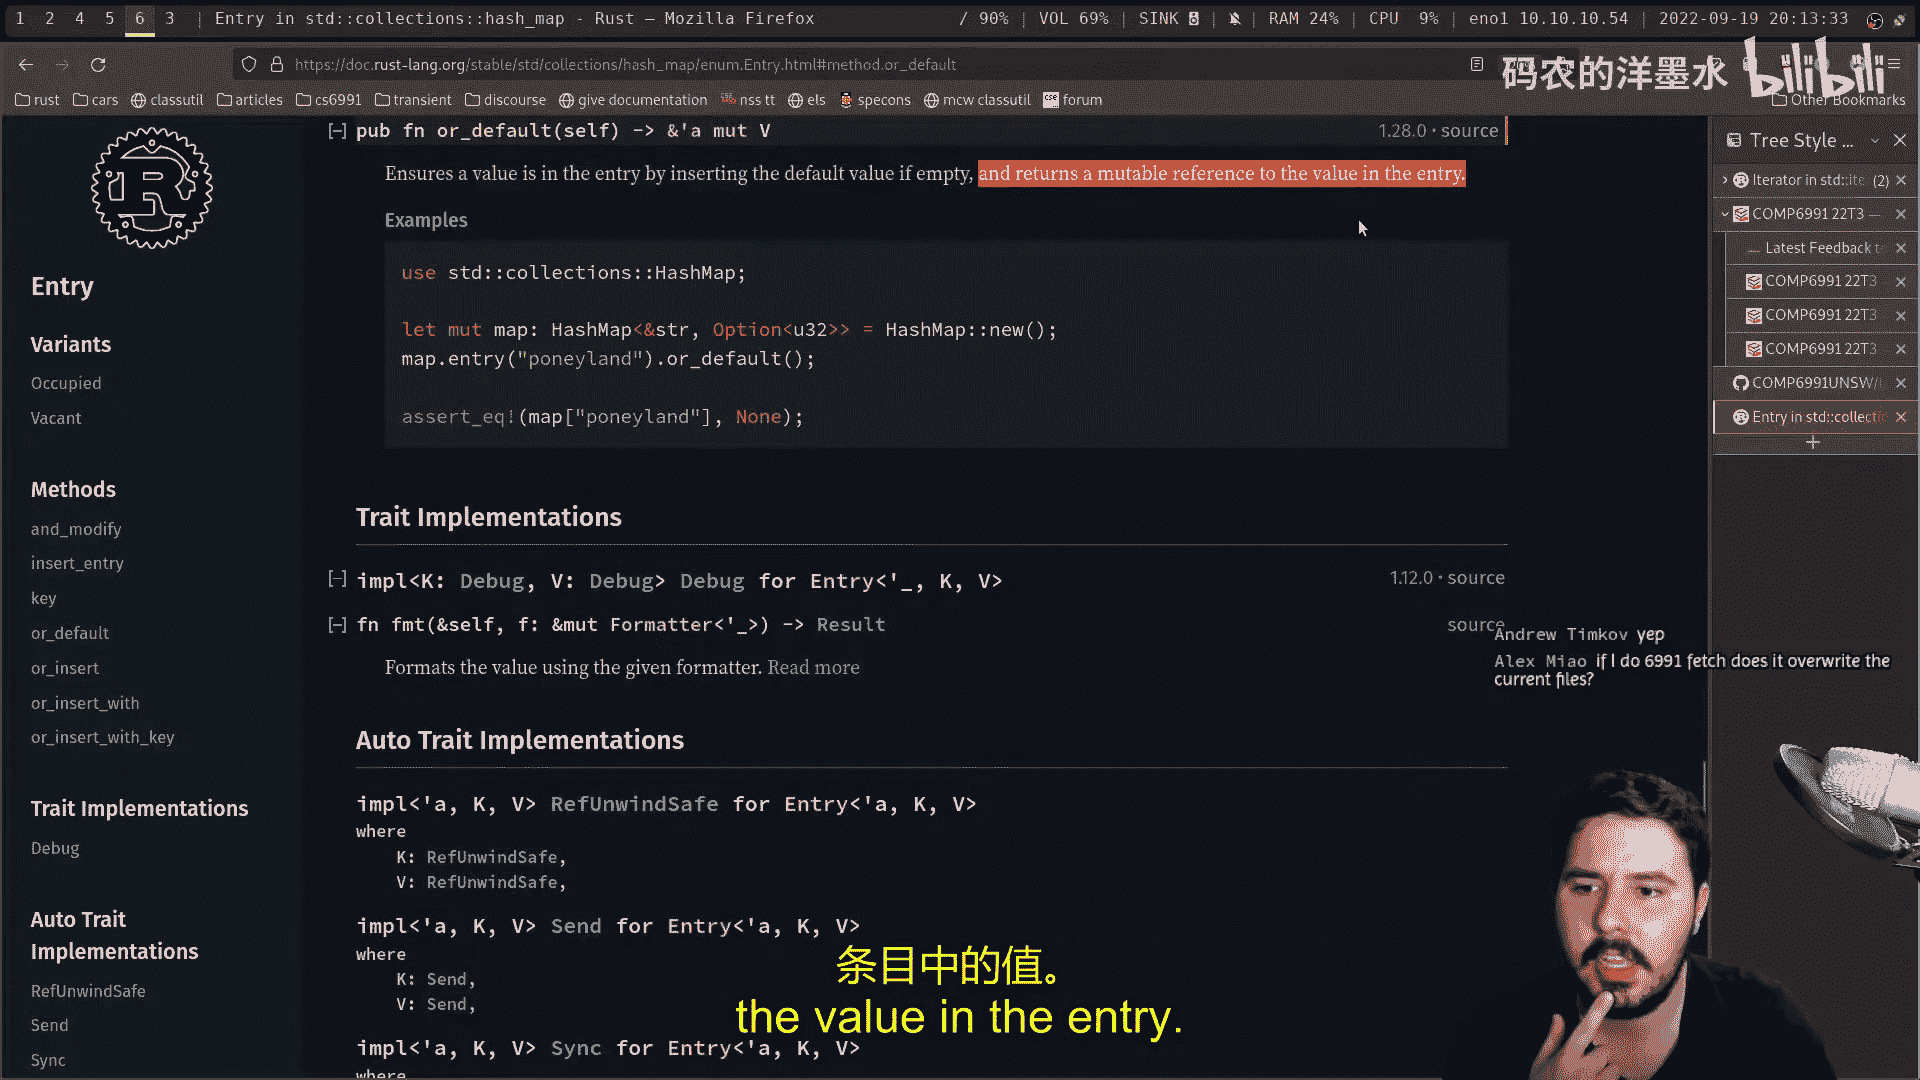 1 2 4 5 6 3 | Entry in std::collections::hash_map - Rust — Mozilla Firefox
/ 90% | VOL 69% | SINK | RAM 24% | CPU 9% | eno1 10.10.10.54 | 2022-09-19 20:13:33
https://doc.rust-lang.org/stable/std/collections/hash_map/enum.Entry.html#method.or_default
码农的洋墨水 bilibili
rust cars classutil articles cs6991 transient discourse give documentation nss tt els specons mcw classutil forum
Other Bookmarks
Entry
Variants
Occupied
Vacant
Methods
and_modify
insert_entry
key
or_default
or_insert
or_insert_with
or_insert_with_key
Trait Implementations
Debug
Auto Trait
Implementations
RefUnwindSafe
Send
Sync
[−] pub fn or_default(self) -> &'a mut V
1.28.0 · source
Ensures a value is in the entry by inserting the default value if empty, and returns a mutable reference to the value in the entry.
Examples
use std::collections::HashMap;
let mut map: HashMap<&str, Option<u32>> = HashMap::new();
map.entry("poneyland").or_default();
assert_eq!(map["poneyland"], None);
Trait Implementations
[−] impl<K: Debug, V: Debug> Debug for Entry<'_, K, V>
1.12.0 · source
[−] fn fmt(&self, f: &mut Formatter<'_>) -> Result
source
Formats the value using the given formatter. Read more
Auto Trait Implementations
impl<'a, K, V> RefUnwindSafe for Entry<'a, K, V>
where
K: RefUnwindSafe,
V: RefUnwindSafe,
impl<'a, K, V> Send for Entry<'a, K, V>
where
K: Send,
V: Send,
impl<'a, K, V> Sync for Entry<'a, K, V>
where
Tree Style ...
Iterator in std::ite (2)
COMP6991 22T3 —
Latest Feedback t
COMP6991 22T3
COMP6991 22T3
COMP6991 22T3
COMP6991UNSW/
Entry in std::collecti
Andrew Timkov yep
Alex Miao if I do 6991 fetch does it overwrite the
current files?
条目中的值。
the value in the entry.